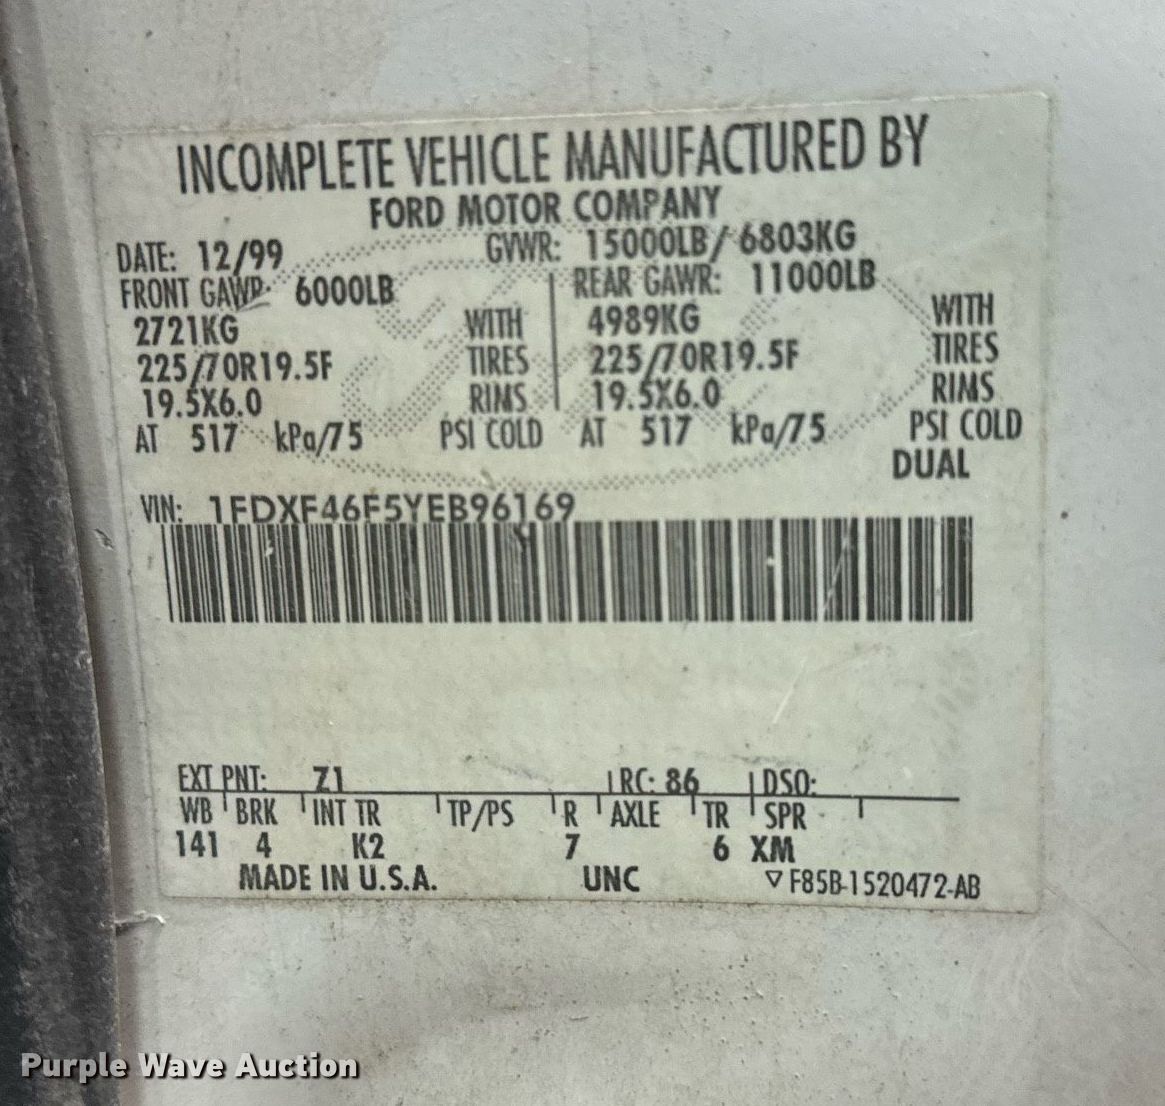 INCOMPLETE VEHICLE MANUFACTURED BY
FORD MOTOR COMPANY
DATE: 12/99 GVWR: 15000LB/ 6803KG
FRONT GAWR: 6000LB REAR GAWR: 11000LB
2721KG WITH 4989KG WITH
225/70R19.5F TIRES 225/70R19.5F TIRES
19.5X6.0 RIMS 19.5X6.0 RIMS
AT 517 kPa/75 PSI COLD AT 517 kPa/75 PSI COLD
DUAL
VIN: 1FDXF46F5YEB96169
EXT PNT: Z1 RC: 86 DSO:
WB BRK INT TR TP/PS R AXLE TR SPR
141 4 K2 7 6 XM
MADE IN U.S.A. UNC ▽F85B-1520472-AB
Purple Wave Auction